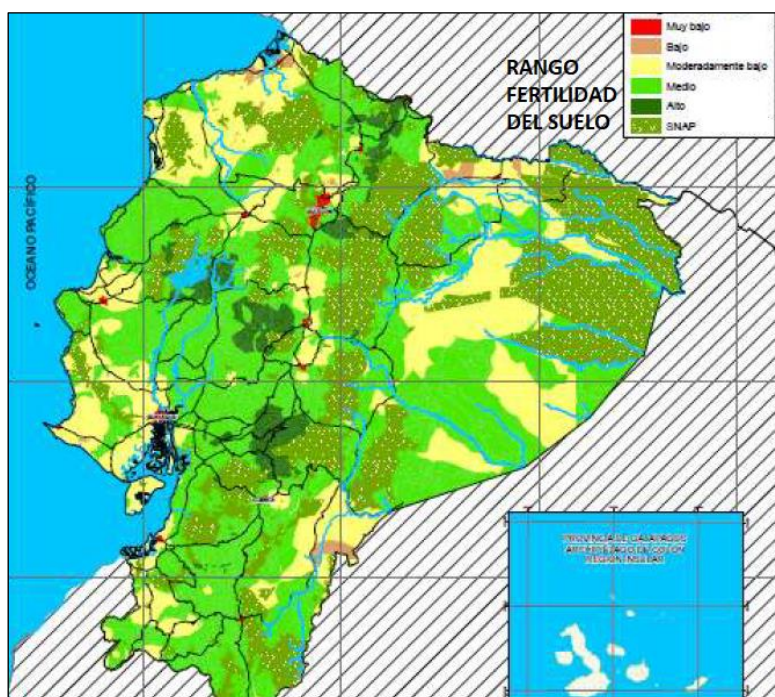 Muy bajo
Bajo
Moderadamente bajo
Medio
Alto
SNAP
RANGO
FERTILIDAD
DEL SUELO
OCEANO PACÍFICO
PROVINCIA DE GALAPAGOS
ARCHIPIELAGO DE COLON
REGION INSULAR